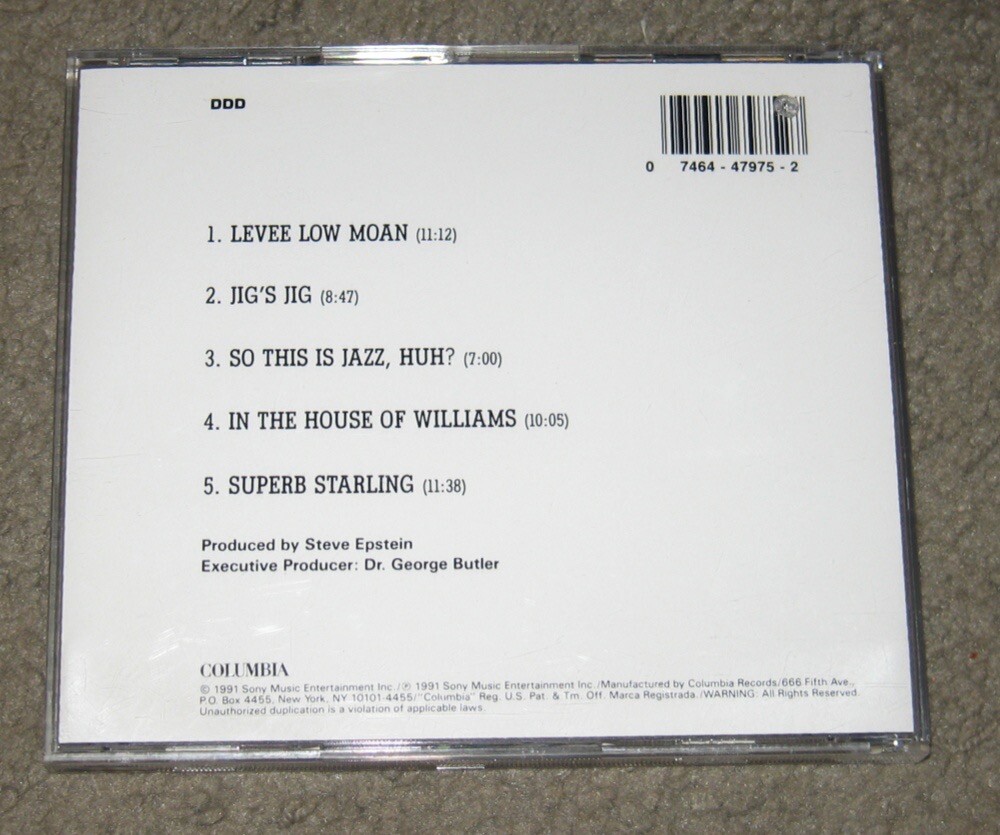 DDD
0 7464 - 47975 - 2
1. LEVEE LOW MOAN (11:12)
2. JIG'S JIG (8:47)
3. SO THIS IS JAZZ, HUH? (7:00)
4. IN THE HOUSE OF WILLIAMS (10:05)
5. SUPERB STARLING (11:38)
Produced by Steve Epstein
Executive Producer: Dr. George Butler
COLUMBIA
© 1991 Sony Music Entertainment Inc./℗ 1991 Sony Music Entertainment Inc./Manufactured by Columbia Records/666 Fifth Ave.,
P.O. Box 4455, New York, NY 10101-4455/"Columbia" Reg. U.S. Pat. & Tm. Off. Marca Registrada./WARNING: All Rights Reserved.
Unauthorized duplication is a violation of applicable laws.